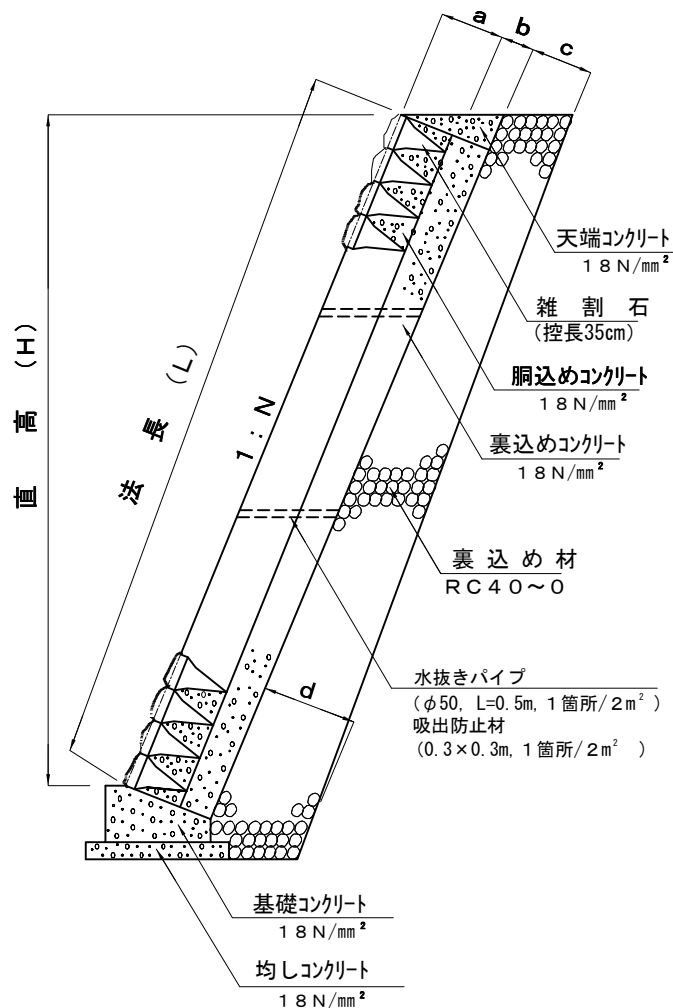 a
b
c
天端コンクリート
18N/mm²
雑割石
(控長35cm)
胴込めコンクリート
18N/mm²
裏込めコンクリート
18N/mm²
裏込め材
RC40~0
水抜きパイプ
(φ50, L=0.5m, 1箇所/2m²)
吸出防止材
(0.3×0.3m, 1箇所/2m² )
直高(H)
法長(L)
1:N
d
基礎コンクリート
18N/mm²
均しコンクリート
18N/mm²